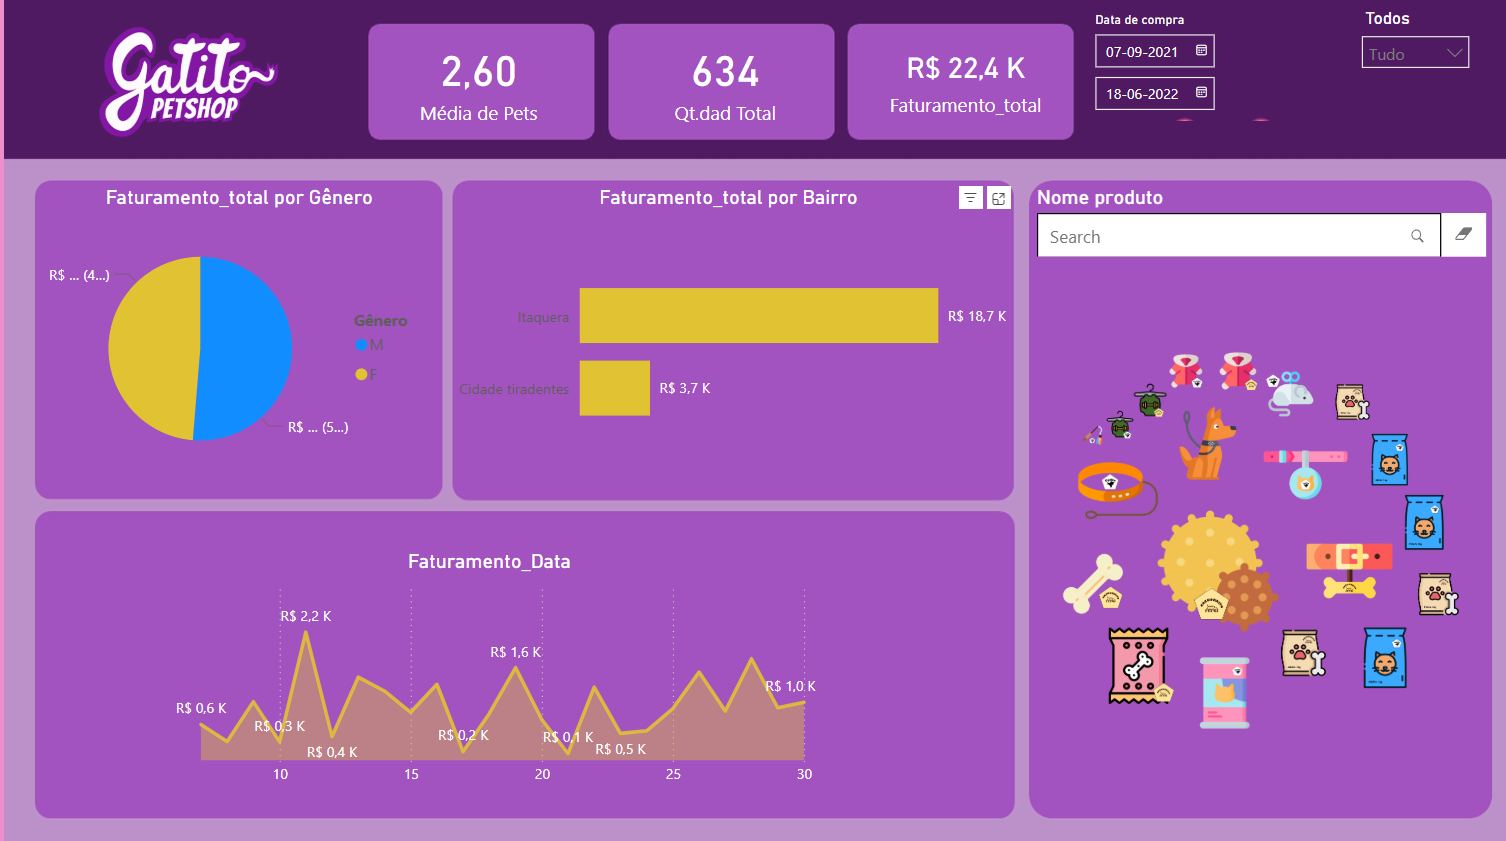 Gatito
PETSHOP
2,60
Média de Pets
634
Qt.dad Total
R$ 22,4 K
Faturamento_total
Data de compra
07-09-2021
18-06-2022
Todos
Tudo
Faturamento_total por Gênero
R$ ... (4...)
R$ ... (5...)
Gênero
M
F
Faturamento_total por Bairro
Itaquera
R$ 18,7 K
Cidade tiradentes
R$ 3,7 K
Nome produto
Search
Faturamento_Data
R$ 0,6 K
R$ 0,3 K
R$ 2,2 K
R$ 0,4 K
R$ 0,2 K
R$ 1,6 K
R$ 0,1 K
R$ 0,5 K
R$ 1,0 K
10
15
20
25
30